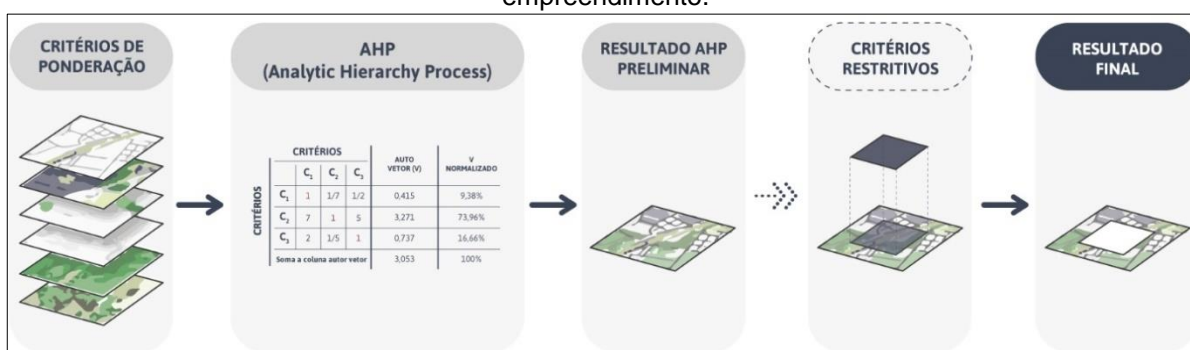 empreendimento.
CRITÉRIOS DE
PONDERAÇÃO
AHP
(Analytic Hierarchy Process)
CRITÉRIOS
AUTO
VETOR (V)
V
NORMALIZADO
C1 C2 C3
CRITÉRIOS
C1 1 1/7 1/2 0,415 9,38%
C2 7 1 5 3,271 73,96%
C3 2 1/5 1 0,737 16,66%
Soma a coluna autor vetor 3,053 100%
RESULTADO AHP
PRELIMINAR
CRITÉRIOS
RESTRITIVOS
RESULTADO
FINAL